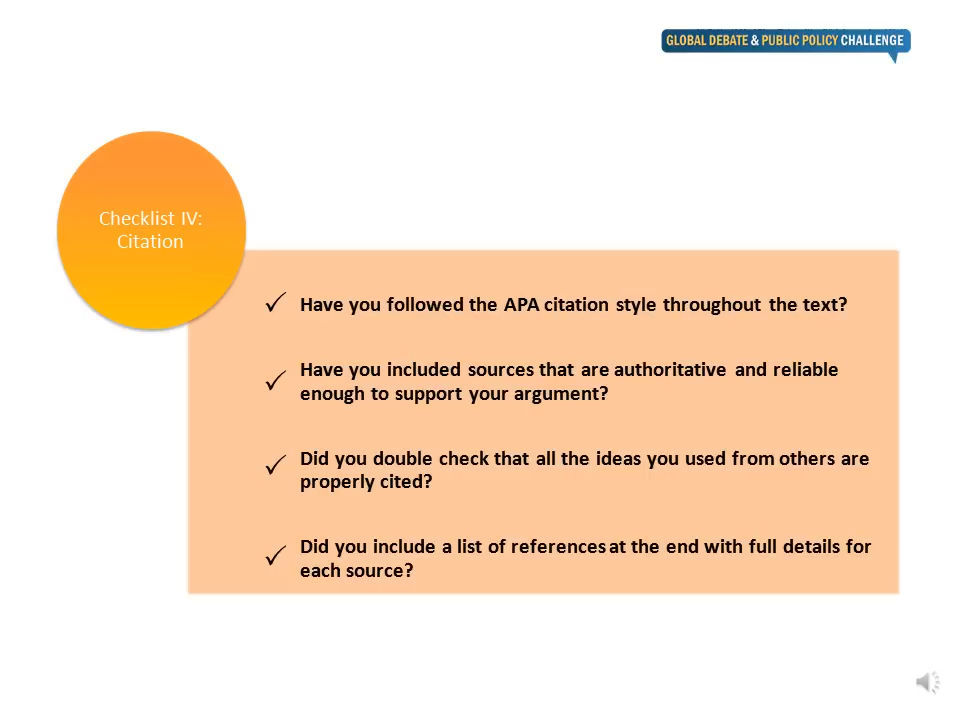 GLOBAL DEBATE & PUBLIC POLICY CHALLENGE
Checklist IV:
Citation
Have you followed the APA citation style throughout the text?
Have you included sources that are authoritative and reliable
enough to support your argument?
Did you double check that all the ideas you used from others are
properly cited?
Did you include a list of references at the end with full details for
each source?